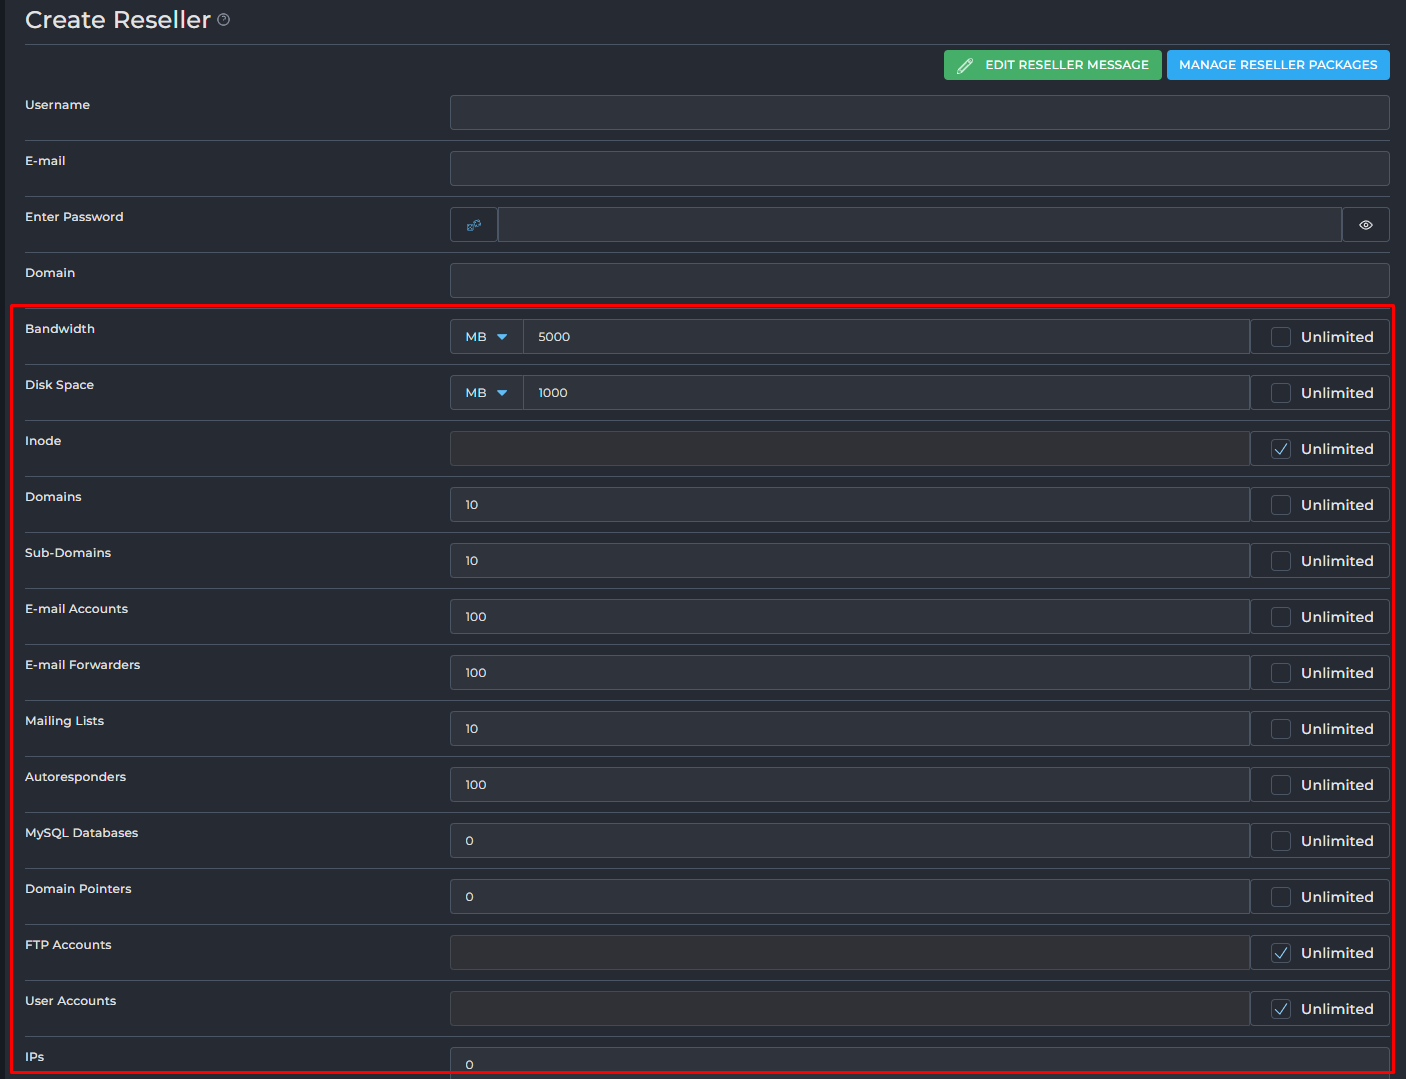 Create Reseller
EDIT RESELLER MESSAGE MANAGE RESELLER PACKAGES
Username
E-mail
Enter Password
Domain
Bandwidth MB 5000 Unlimited
Disk Space MB 1000 Unlimited
Inode Unlimited
Domains 10 Unlimited
Sub-Domains 10 Unlimited
E-mail Accounts 100 Unlimited
E-mail Forwarders 100 Unlimited
Mailing Lists 10 Unlimited
Autoresponders 100 Unlimited
MySQL Databases 0 Unlimited
Domain Pointers 0 Unlimited
FTP Accounts Unlimited
User Accounts Unlimited
IPs 0